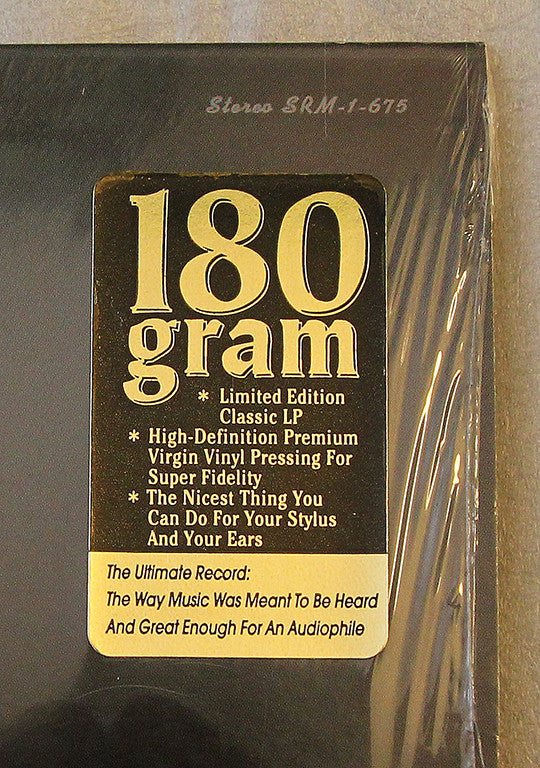 Stereo SRM-1-675
180
gram
* Limited Edition
Classic LP
* High-Definition Premium
Virgin Vinyl Pressing For
Super Fidelity
* The Nicest Thing You
Can Do For Your Stylus
And Your Ears
The Ultimate Record:
The Way Music Was Meant To Be Heard
And Great Enough For An Audiophile